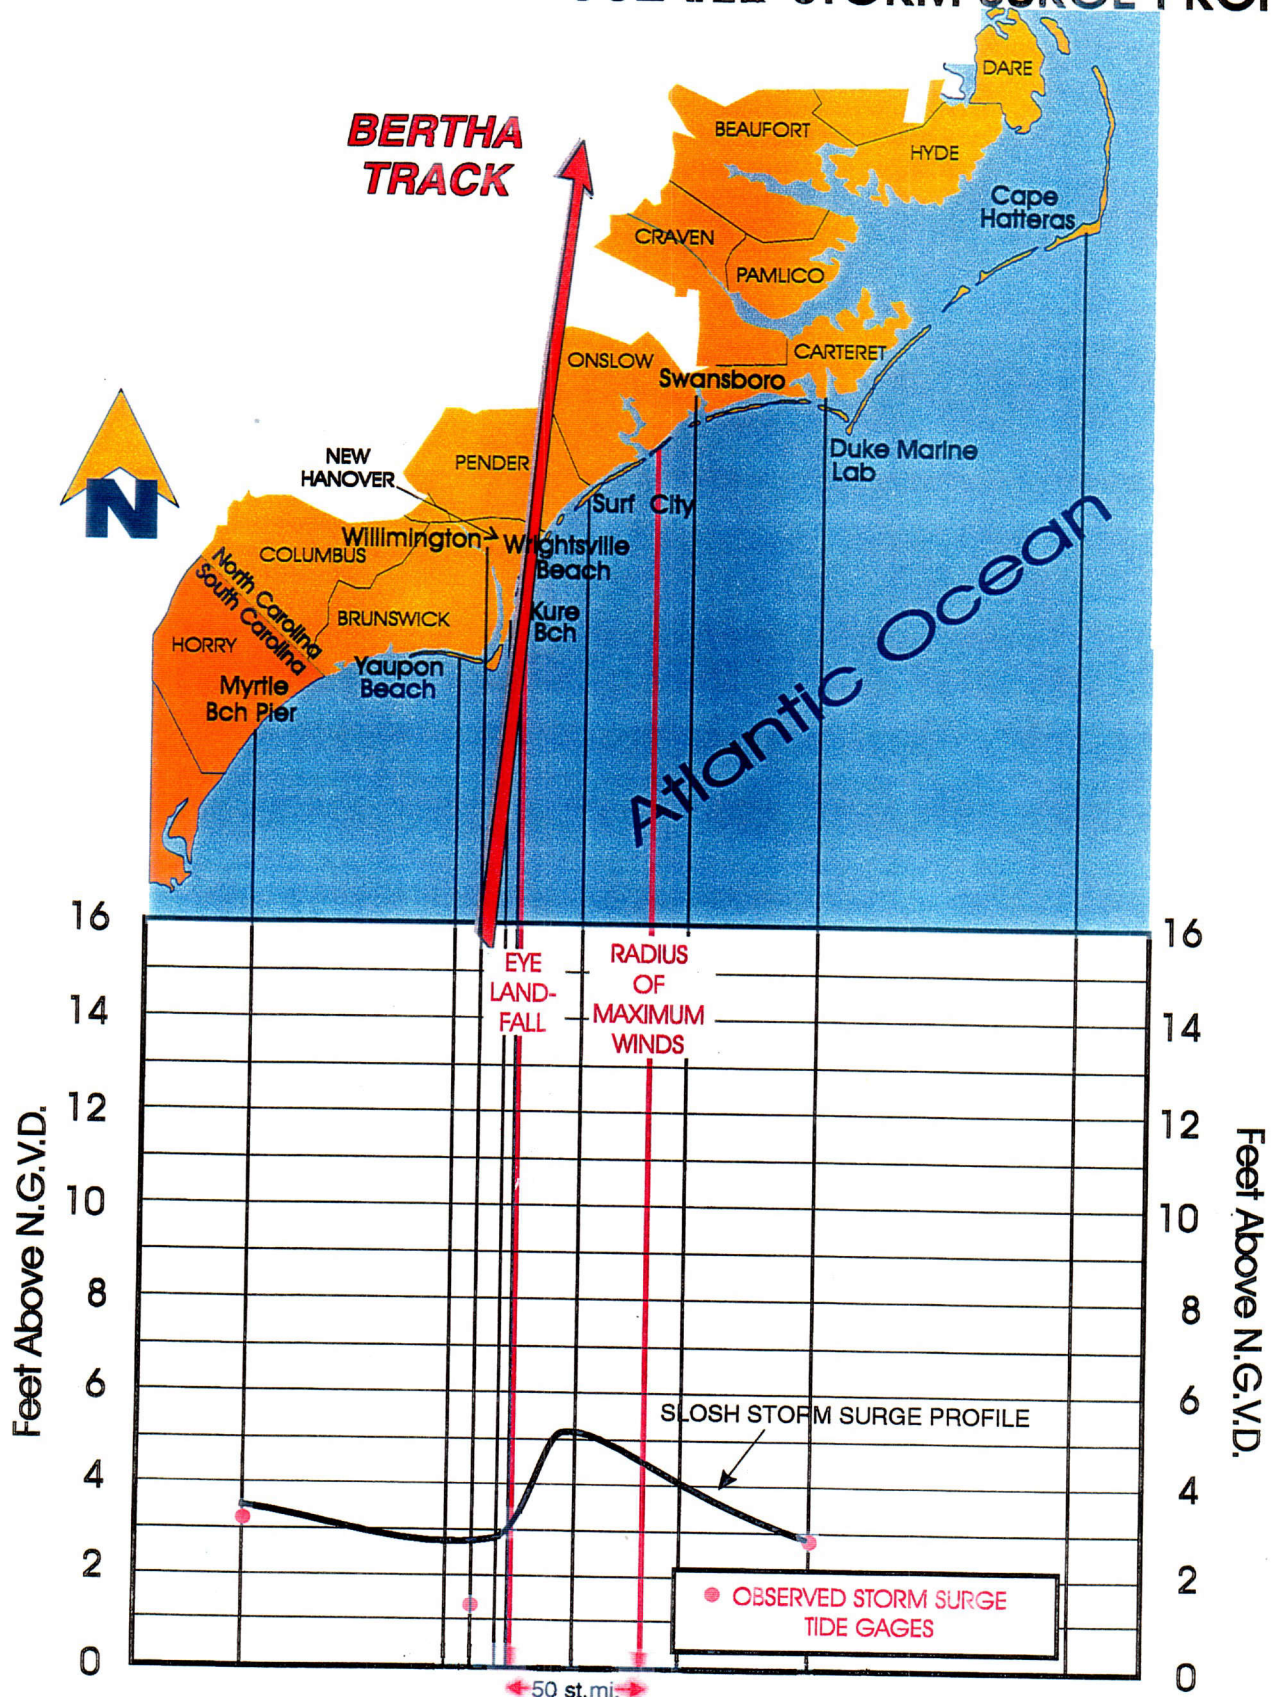 STORM SURGE
DARE
BERTHA
TRACK
BEAUFORT
HYDE
Cape
Hatteras
CRAVEN
PAMLICO
ONSLOW
CARTERET
Swansboro
Duke Marine
Lab
NEW
HANOVER
PENDER
Surf City
N
Willimington
Wrightsville
Beach
COLUMBUS
North Carolina
South Carolina
BRUNSWICK
Kure
Bch
HORRY
Yaupon
Beach
Myrtle
Bch Pier
Atlantic Ocean
16
16
EYE
LAND-
FALL
RADIUS
OF
MAXIMUM
WINDS
14
14
12
12
10
10
8
8
6
6
4
4
2
2
0
0
Feet Above N.G.V.D.
Feet Above N.G.V.D.
SLOSH STORM SURGE PROFILE
OBSERVED STORM SURGE
TIDE GAGES
50 st.mi.